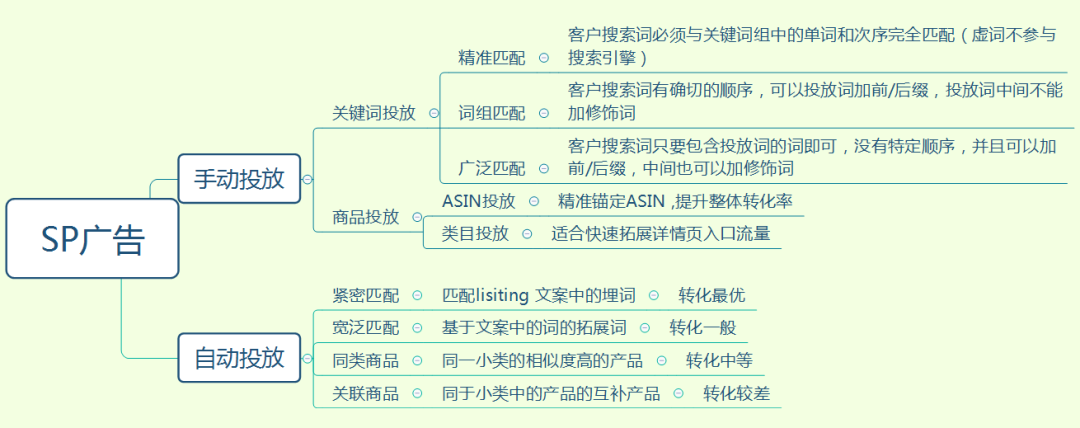 SP广告
手动投放
关键词投放
精准匹配
客户搜索词必须与关键词组中的单词和次序完全匹配（虚词不参与
搜索引擎）
词组匹配
客户搜索词有确切的顺序，可以投放词加前/后缀，投放词中间不能
加修饰词
广泛匹配
客户搜索词只要包含投放词的词即可，没有特定顺序，并且可以加
前/后缀，中间也可以加修饰词
商品投放
ASIN投放
精准锚定ASIN ,提升整体转化率
类目投放
适合快速拓展详情页入口流量
自动投放
紧密匹配
匹配lisiting 文案中的埋词
转化最优
宽泛匹配
基于文案中的词的拓展词
转化一般
同类商品
同一小类的相似度高的产品
转化中等
关联商品
同于小类中的产品的互补产品
转化较差